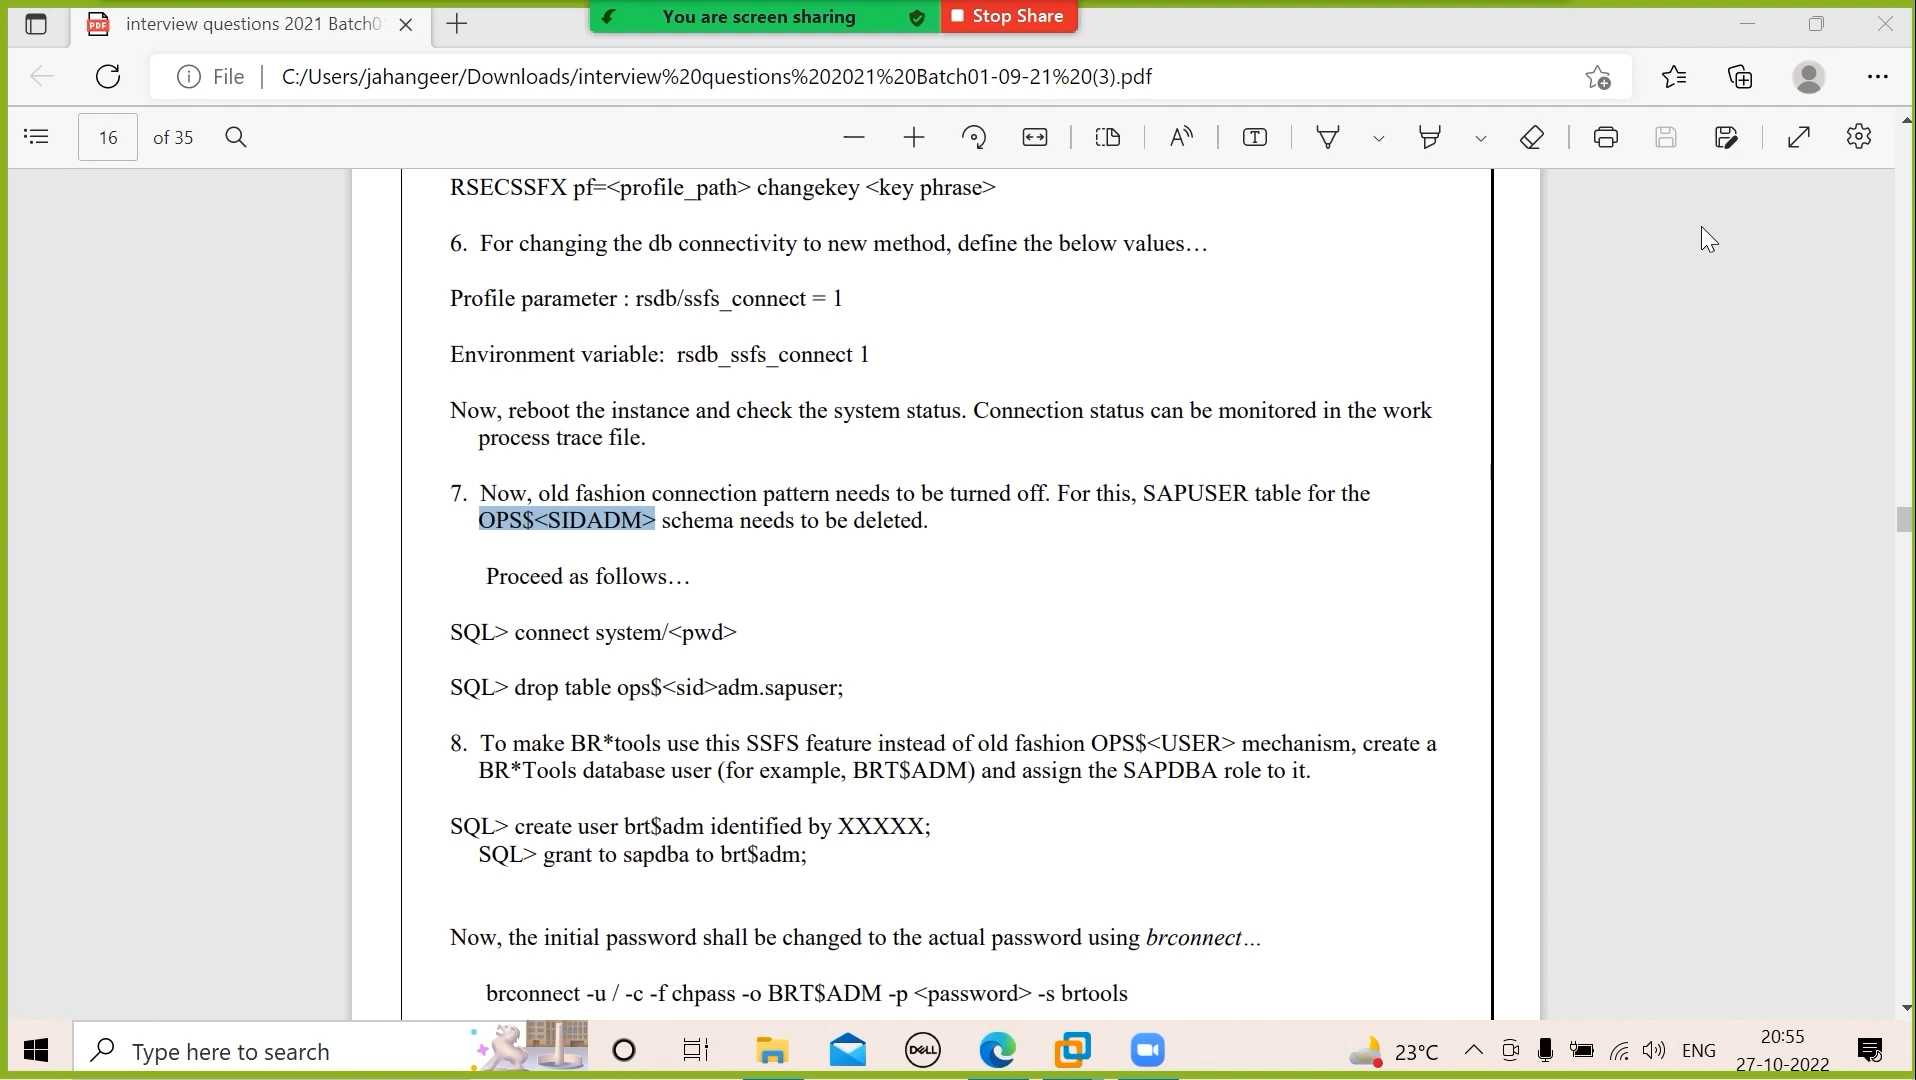 interview questions 2021 Batch0
You are screen sharing
Stop Share
File
C:/Users/jahangeer/Downloads/interview%20questions%202021%20Batch01-09-21%20(3).pdf
16
of 35
RSECSSFX pf=<profile_path> changekey <key phrase>
6. For changing the db connectivity to new method, define the below values…
Profile parameter : rsdb/ssfs_connect = 1
Environment variable: rsdb_ssfs_connect 1
Now, reboot the instance and check the system status. Connection status can be monitored in the work
process trace file.
7. Now, old fashion connection pattern needs to be turned off. For this, SAPUSER table for the
OPS$<SIDADM> schema needs to be deleted.
Proceed as follows…
SQL> connect system/<pwd>
SQL> drop table ops$<sid>adm.sapuser;
8. To make BR*tools use this SSFS feature instead of old fashion OPS$<USER> mechanism, create a
BR*Tools database user (for example, BRT$ADM) and assign the SAPDBA role to it.
SQL> create user brt$adm identified by XXXXX;
SQL> grant to sapdba to brt$adm;
Now, the initial password shall be changed to the actual password using brconnect…
brconnect -u / -c -f chpass -o BRT$ADM -p <password> -s brtools
Type here to search
DELL
23°C
ENG
20:55
27-10-2022